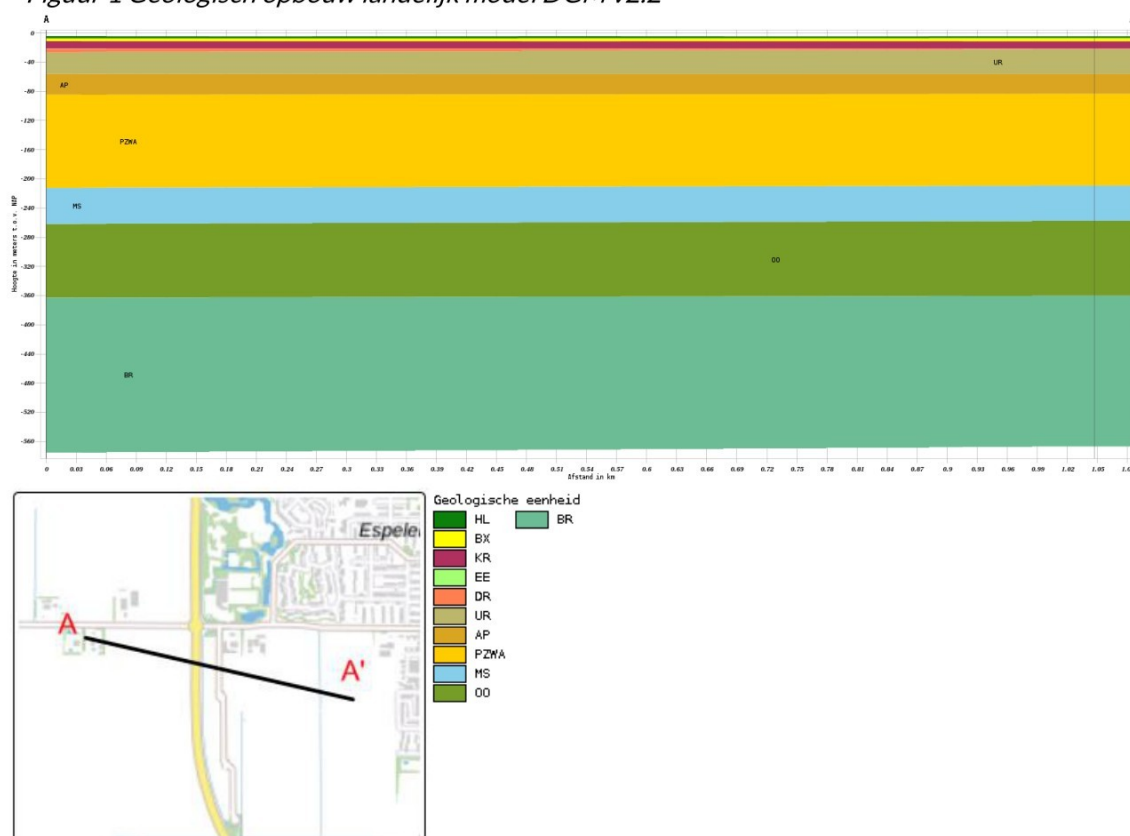 Figuur 1 Geologisch opbouw landelijk model DGM v2.2
A
0
-40
-80
-120
-160
-200
-240
-280
-320
-360
-400
-440
-480
-520
-560
Hoogte in meters t.o.v. NAP
UR
AP
PZWA
MS
OO
BR
0 0.03 0.06 0.09 0.12 0.15 0.18 0.21 0.24 0.27 0.3 0.33 0.36 0.39 0.42 0.45 0.48 0.51 0.54 0.57 0.6 0.63 0.66 0.69 0.72 0.75 0.78 0.81 0.84 0.87 0.9 0.93 0.96 0.99 1.02 1.05
Afstand in km
Espele
A
A'
Geologische eenheid
HL BR
BX
KR
EE
DR
UR
AP
PZWA
MS
OO